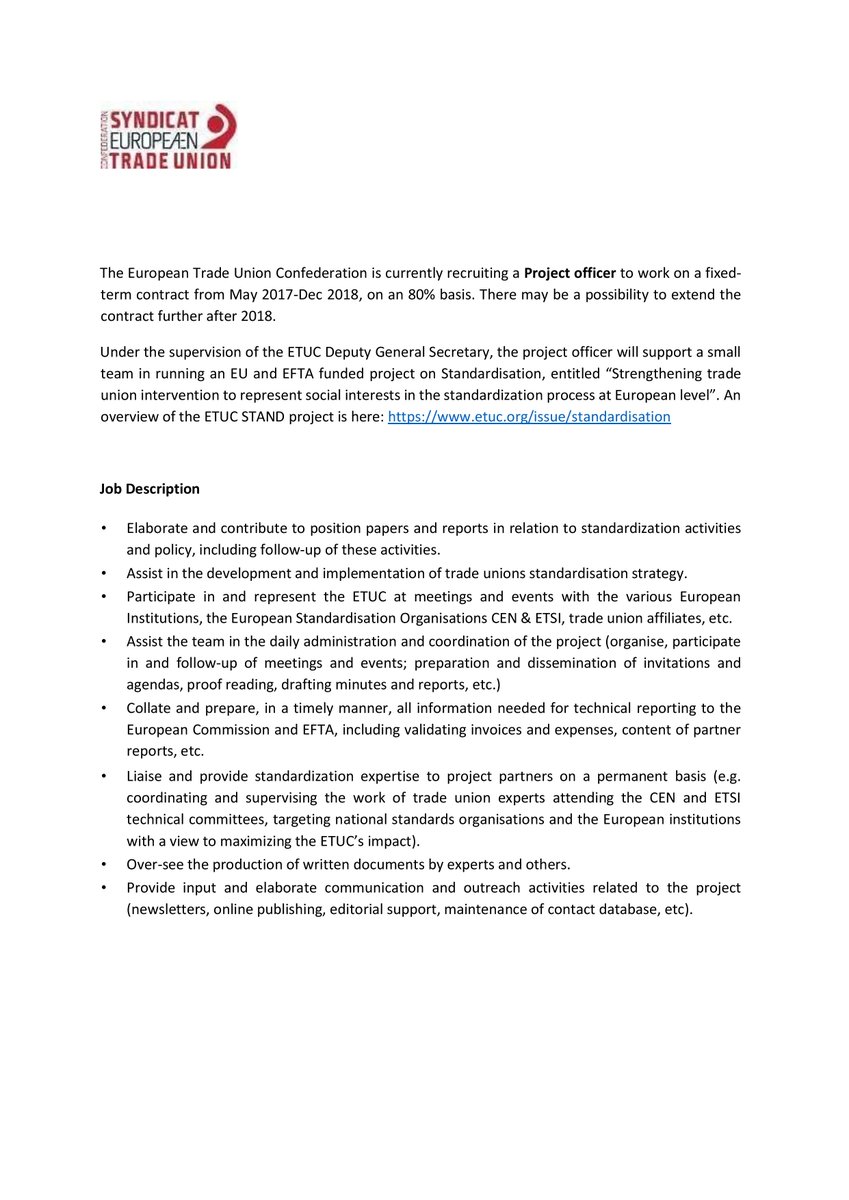 CONFEDERATION
SYNDICAT
EUROPEÆN
TRADE UNION
The European Trade Union Confederation is currently recruiting a Project officer to work on a fixed-
term contract from May 2017-Dec 2018, on an 80% basis. There may be a possibility to extend the
contract further after 2018.
Under the supervision of the ETUC Deputy General Secretary, the project officer will support a small
team in running an EU and EFTA funded project on Standardisation, entitled “Strengthening trade
union intervention to represent social interests in the standardization process at European level”. An
overview of the ETUC STAND project is here: https://www.etuc.org/issue/standardisation
Job Description
• Elaborate and contribute to position papers and reports in relation to standardization activities
and policy, including follow-up of these activities.
• Assist in the development and implementation of trade unions standardisation strategy.
• Participate in and represent the ETUC at meetings and events with the various European
Institutions, the European Standardisation Organisations CEN & ETSI, trade union affiliates, etc.
• Assist the team in the daily administration and coordination of the project (organise, participate
in and follow-up of meetings and events; preparation and dissemination of invitations and
agendas, proof reading, drafting minutes and reports, etc.)
• Collate and prepare, in a timely manner, all information needed for technical reporting to the
European Commission and EFTA, including validating invoices and expenses, content of partner
reports, etc.
• Liaise and provide standardization expertise to project partners on a permanent basis (e.g.
coordinating and supervising the work of trade union experts attending the CEN and ETSI
technical committees, targeting national standards organisations and the European institutions
with a view to maximizing the ETUC’s impact).
• Over-see the production of written documents by experts and others.
• Provide input and elaborate communication and outreach activities related to the project
(newsletters, online publishing, editorial support, maintenance of contact database, etc).